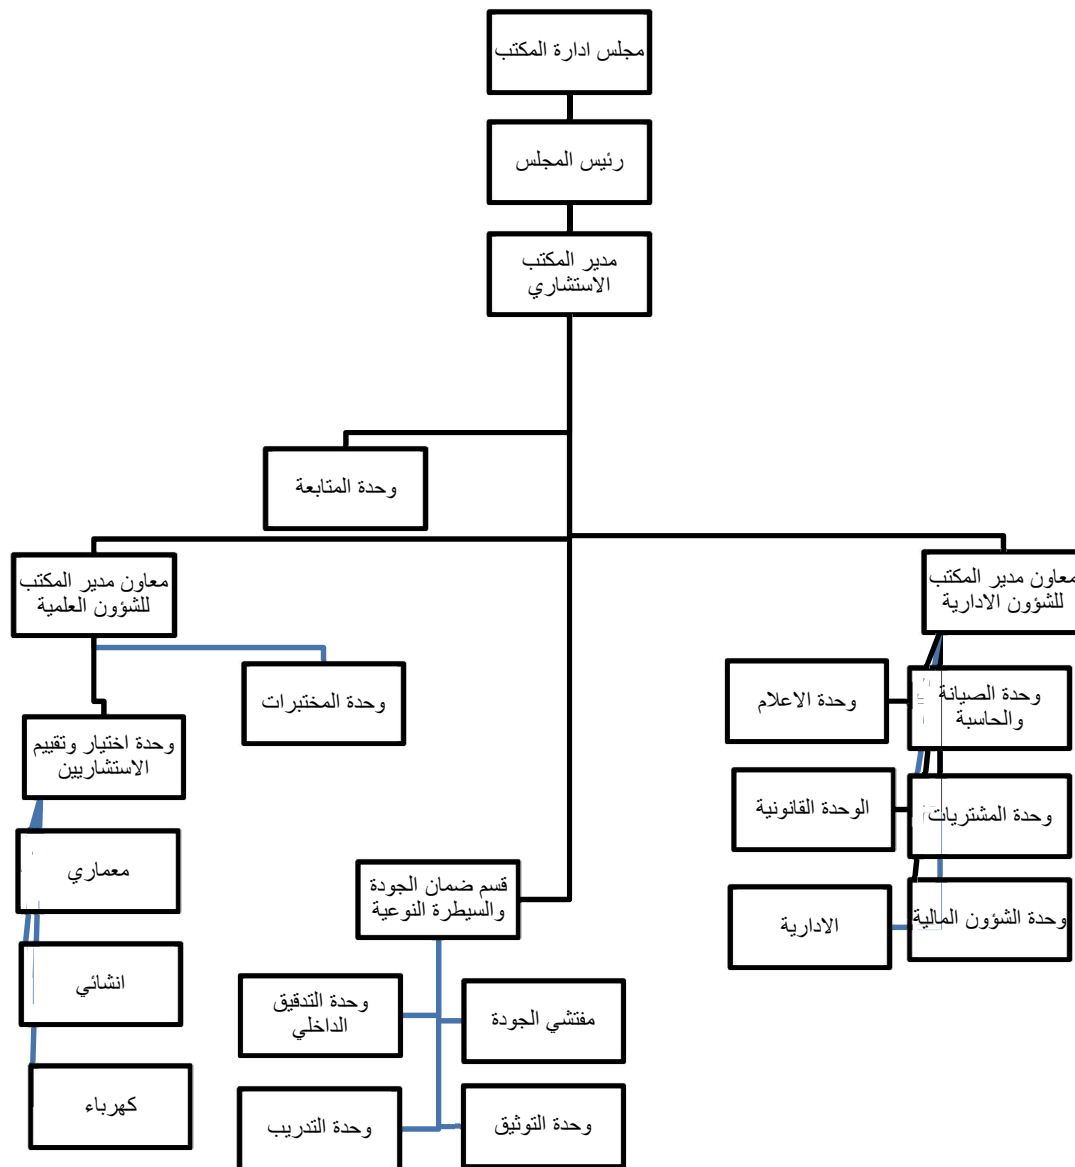 مجلس ادارة المكتب
رئيس المجلس
مدير المكتب
الاستشاري
وحدة المتابعة
معاون مدير المكتب
للشؤون الادارية
معاون مدير المكتب
للشؤون العلمية
وحدة الصيانة
والحاسبة
وحدة الاعلام
وحدة المختبرات
وحدة اختيار وتقييم
الاستشاريين
وحدة المشتريات
الوحدة القانونية
معماري
وحدة الشؤون المالية
الادارية
قسم ضمان الجودة
والسيطرة النوعية
انشائي
مفتشي الجودة
وحدة التدقيق
الداخلي
كهرباء
وحدة التوثيق
وحدة التدريب